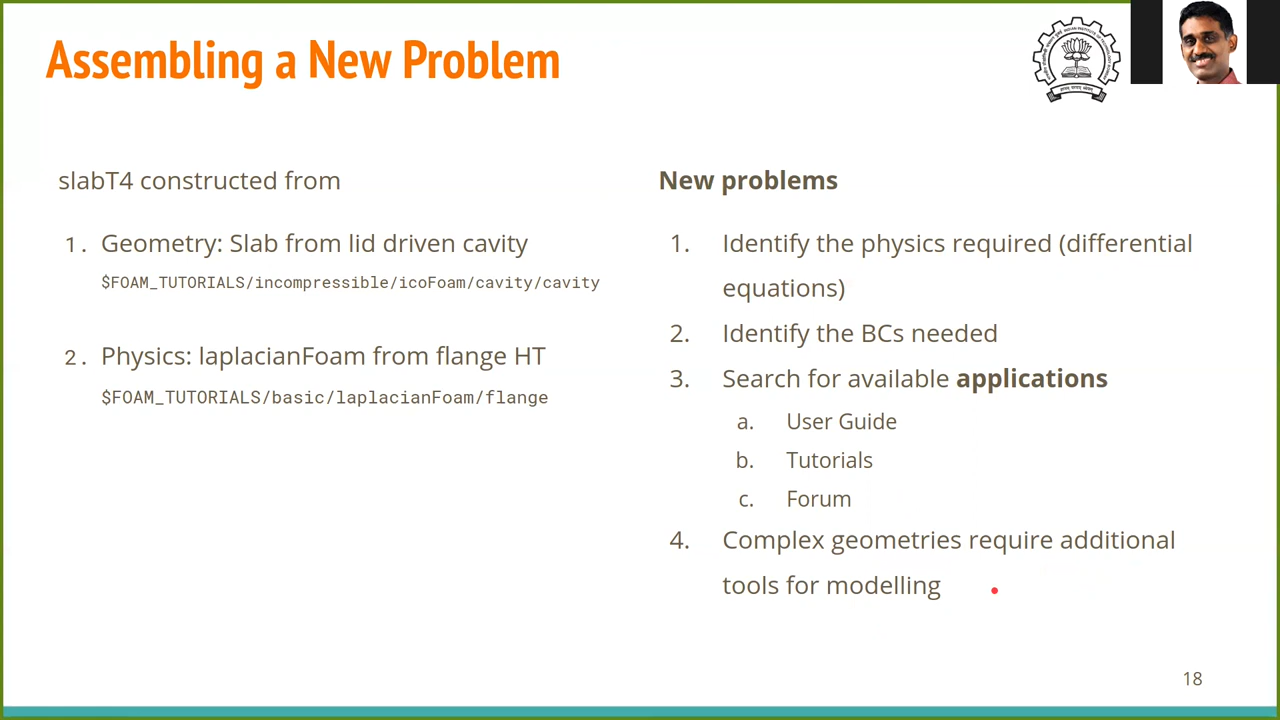 Assembling a New Problem
slabT4 constructed from
1. Geometry: Slab from lid driven cavity
$FOAM_TUTORIALS/incompressible/icoFoam/cavity/cavity
2. Physics: laplacianFoam from flange HT
$FOAM_TUTORIALS/basic/laplacianFoam/flange
New problems
1. Identify the physics required (differential
equations)
2. Identify the BCs needed
3. Search for available applications
a. User Guide
b. Tutorials
c. Forum
4. Complex geometries require additional
tools for modelling
18